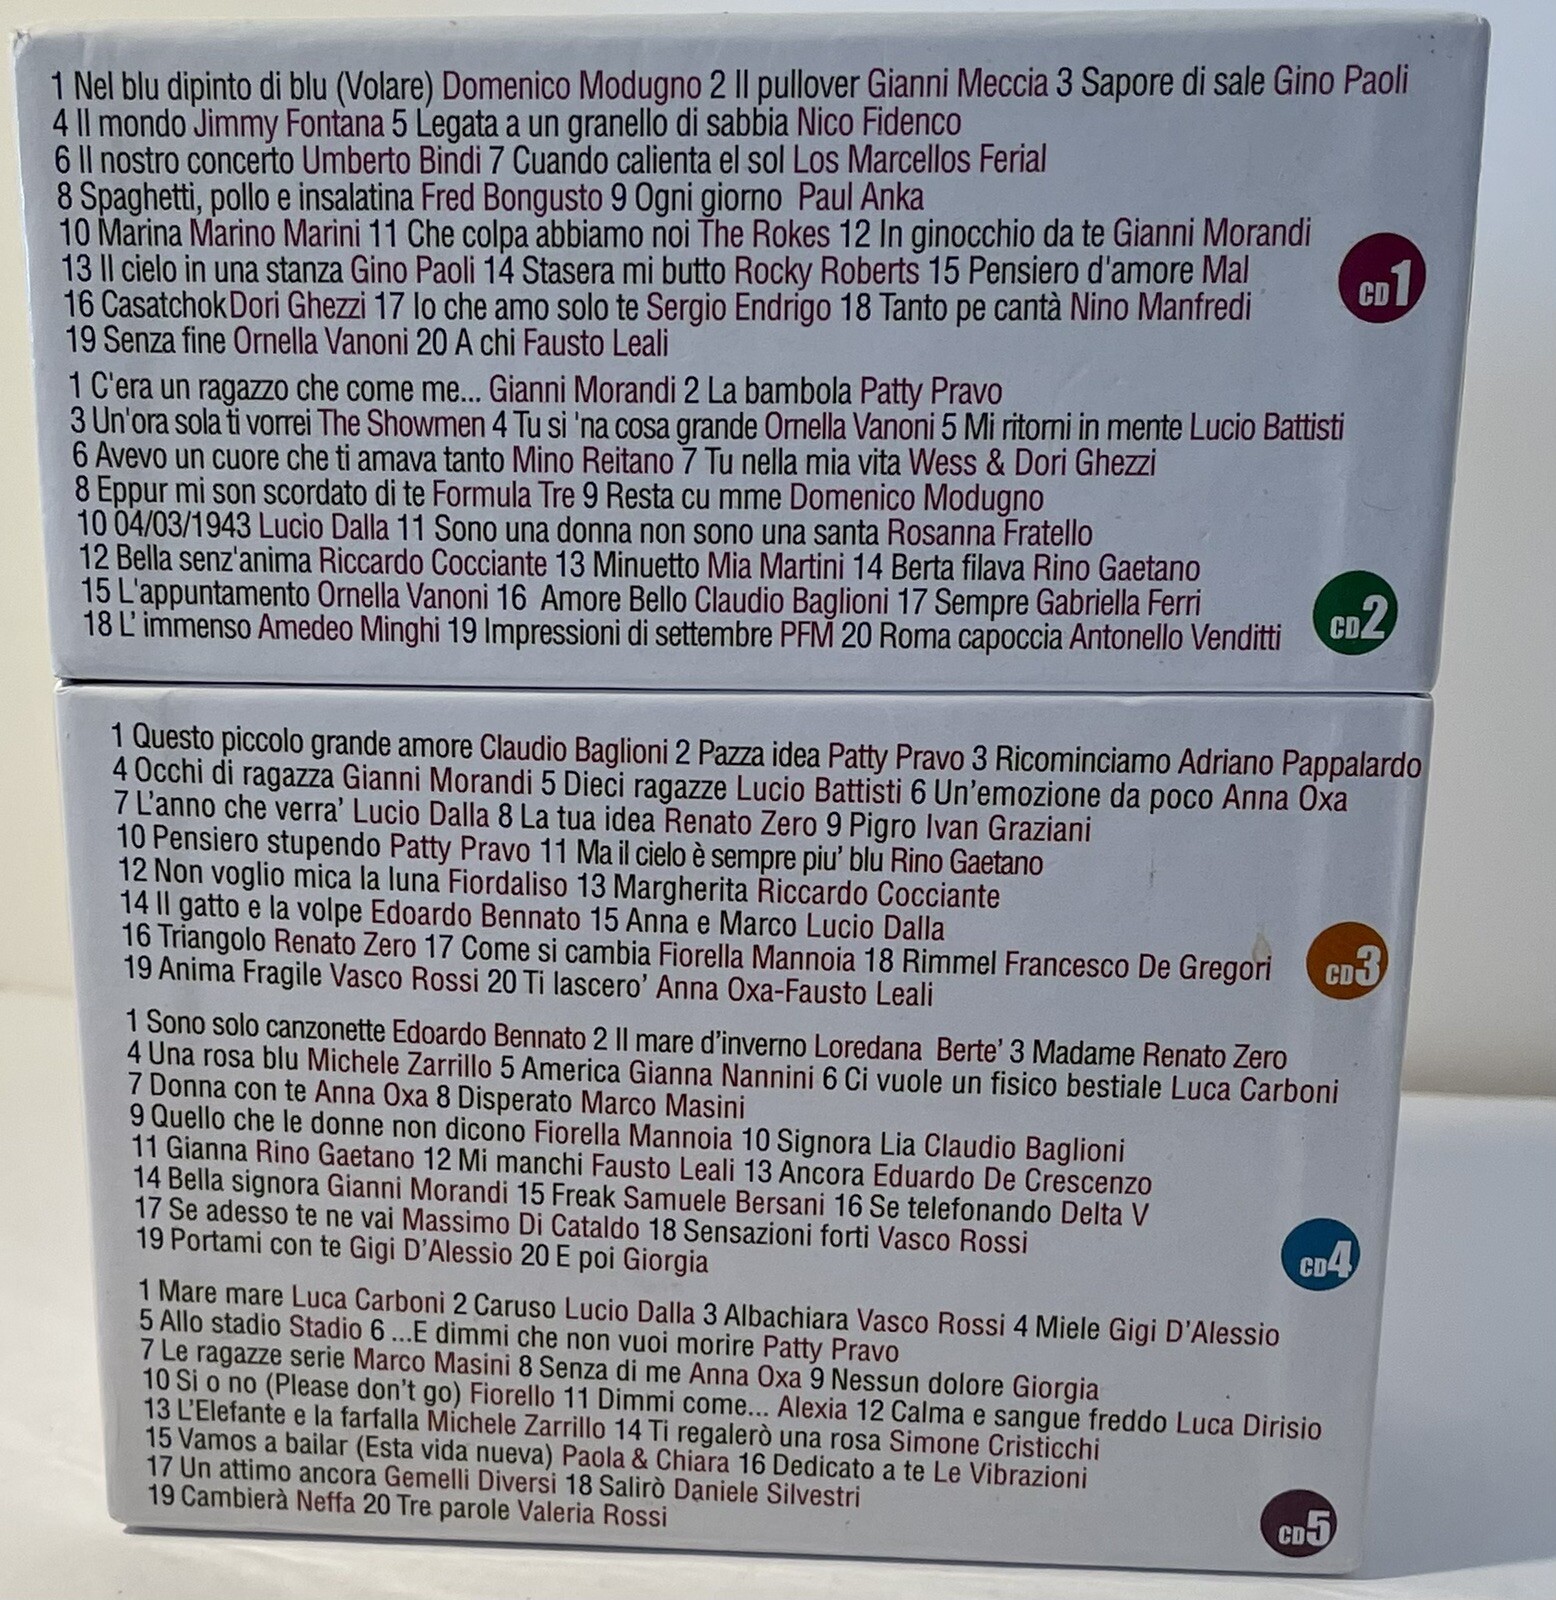 1 Nel blu dipinto di blu (Volare) Domenico Modugno 2 Il pullover Gianni Meccia 3 Sapore di sale Gino Paoli
4 Il mondo Jimmy Fontana 5 Legata a un granello di sabbia Nico Fidenco
6 Il nostro concerto Umberto Bindi 7 Cuando calienta el sol Los Marcellos Ferial
8 Spaghetti, pollo e insalatina Fred Bongusto 9 Ogni giorno Paul Anka
10 Marina Marino Marini 11 Che colpa abbiamo noi The Rokes 12 In ginocchio da te Gianni Morandi
13 Il cielo in una stanza Gino Paoli 14 Stasera mi butto Rocky Roberts 15 Pensiero d'amore Mal
16 Casatchok Dori Ghezzi 17 Io che amo solo te Sergio Endrigo 18 Tanto pe cantà Nino Manfredi
19 Senza fine Ornella Vanoni 20 A chi Fausto Leali
CD1
1 C'era un ragazzo che come me... Gianni Morandi 2 La bambola Patty Pravo
3 Un'ora sola ti vorrei The Showmen 4 Tu si 'na cosa grande Ornella Vanoni 5 Mi ritorni in mente Lucio Battisti
6 Avevo un cuore che ti amava tanto Mino Reitano 7 Tu nella mia vita Wess & Dori Ghezzi
8 Eppur mi son scordato di te Formula Tre 9 Resta cu mme Domenico Modugno
10 04/03/1943 Lucio Dalla 11 Sono una donna non sono una santa Rosanna Fratello
12 Bella senz'anima Riccardo Cocciante 13 Minuetto Mia Martini 14 Berta filava Rino Gaetano
15 L'appuntamento Ornella Vanoni 16 Amore Bello Claudio Baglioni 17 Sempre Gabriella Ferri
18 L' immenso Amedeo Minghi 19 Impressioni di settembre PFM 20 Roma capoccia Antonello Venditti
CD2
1 Questo piccolo grande amore Claudio Baglioni 2 Pazza idea Patty Pravo 3 Ricominciamo Adriano Pappalardo
4 Occhi di ragazza Gianni Morandi 5 Dieci ragazze Lucio Battisti 6 Un'emozione da poco Anna Oxa
7 L'anno che verra' Lucio Dalla 8 La tua idea Renato Zero 9 Pigro Ivan Graziani
10 Pensiero stupendo Patty Pravo 11 Ma il cielo è sempre piu' blu Rino Gaetano
12 Non voglio mica la luna Fiordaliso 13 Margherita Riccardo Cocciante
14 Il gatto e la volpe Edoardo Bennato 15 Anna e Marco Lucio Dalla
16 Triangolo Renato Zero 17 Come si cambia Fiorella Mannoia 18 Rimmel Francesco De Gregori
19 Anima Fragile Vasco Rossi 20 Ti lascero' Anna Oxa-Fausto Leali
CD3
1 Sono solo canzonette Edoardo Bennato 2 Il mare d'inverno Loredana Berte' 3 Madame Renato Zero
4 Una rosa blu Michele Zarrillo 5 America Gianna Nannini 6 Ci vuole un fisico bestiale Luca Carboni
7 Donna con te Anna Oxa 8 Disperato Marco Masini
9 Quello che le donne non dicono Fiorella Mannoia 10 Signora Lia Claudio Baglioni
11 Gianna Rino Gaetano 12 Mi manchi Fausto Leali 13 Ancora Eduardo De Crescenzo
14 Bella signora Gianni Morandi 15 Freak Samuele Bersani 16 Se telefonando Delta V
17 Se adesso te ne vai Massimo Di Cataldo 18 Sensazioni forti Vasco Rossi
19 Portami con te Gigi D'Alessio 20 E poi Giorgia
CD4
1 Mare mare Luca Carboni 2 Caruso Lucio Dalla 3 Albachiara Vasco Rossi 4 Miele Gigi D'Alessio
5 Allo stadio Stadio 6 ...E dimmi che non vuoi morire Patty Pravo
7 Le ragazze serie Marco Masini 8 Senza di me Anna Oxa 9 Nessun dolore Giorgia
10 Si o no (Please don't go) Fiorello 11 Dimmi come... Alexia 12 Calma e sangue freddo Luca Dirisio
13 L'Elefante e la farfalla Michele Zarrillo 14 Ti regalerò una rosa Simone Cristicchi
15 Vamos a bailar (Esta vida nueva) Paola & Chiara 16 Dedicato a te Le Vibrazioni
17 Un attimo ancora Gemelli Diversi 18 Salirò Daniele Silvestri
19 Cambierà Neffa 20 Tre parole Valeria Rossi
CD5